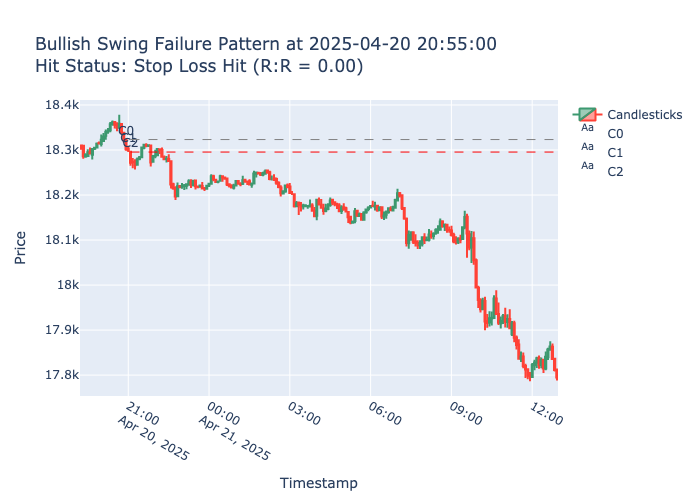 Bullish Swing Failure Pattern at 2025-04-20 20:55:00
Hit Status: Stop Loss Hit (R:R = 0.00)
18.4k
18.3k
18.2k
18.1k
18k
17.9k
17.8k
Price
C0
C1
C2
Candlesticks
Aa C0
Aa C1
Aa C2
21:00
Apr 20, 2025
00:00
Apr 21, 2025
03:00
06:00
09:00
12:00
Timestamp